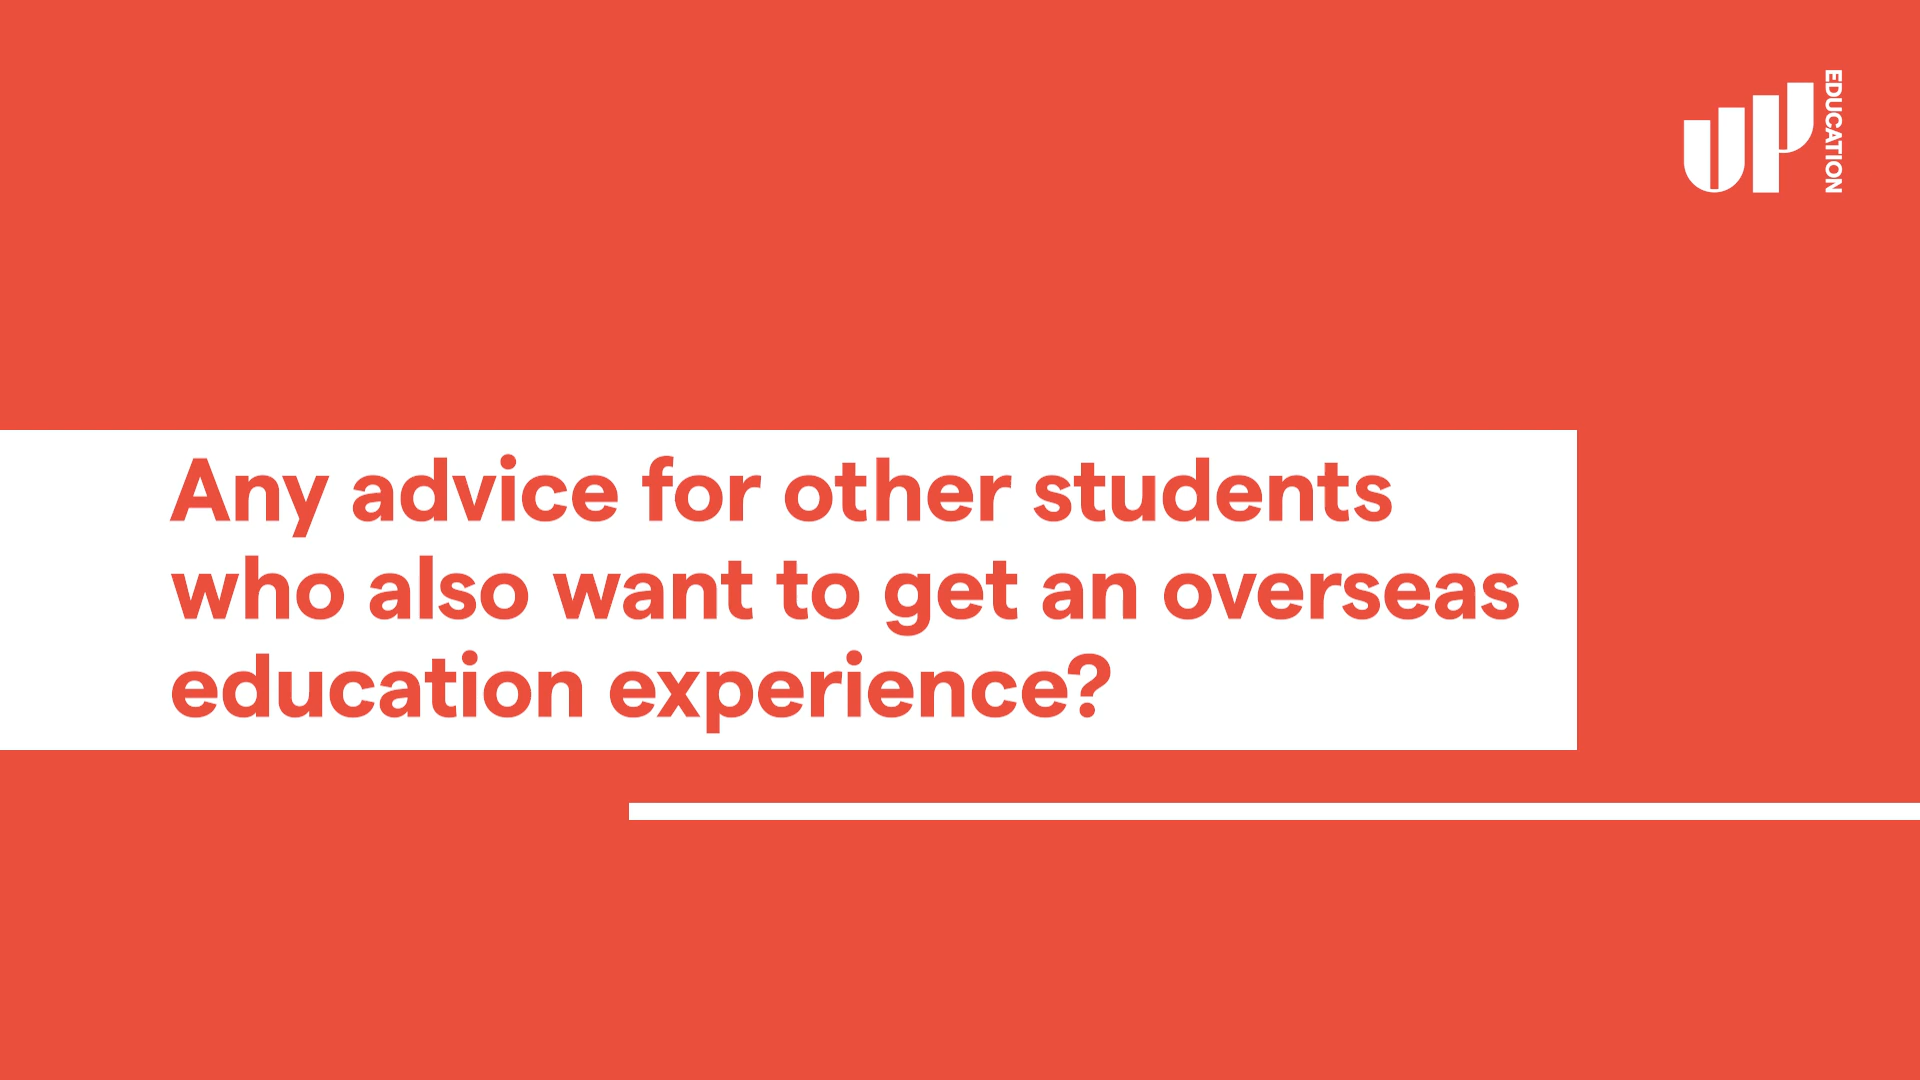 UP EDUCATION
Any advice for other students
who also want to get an overseas
education experience?